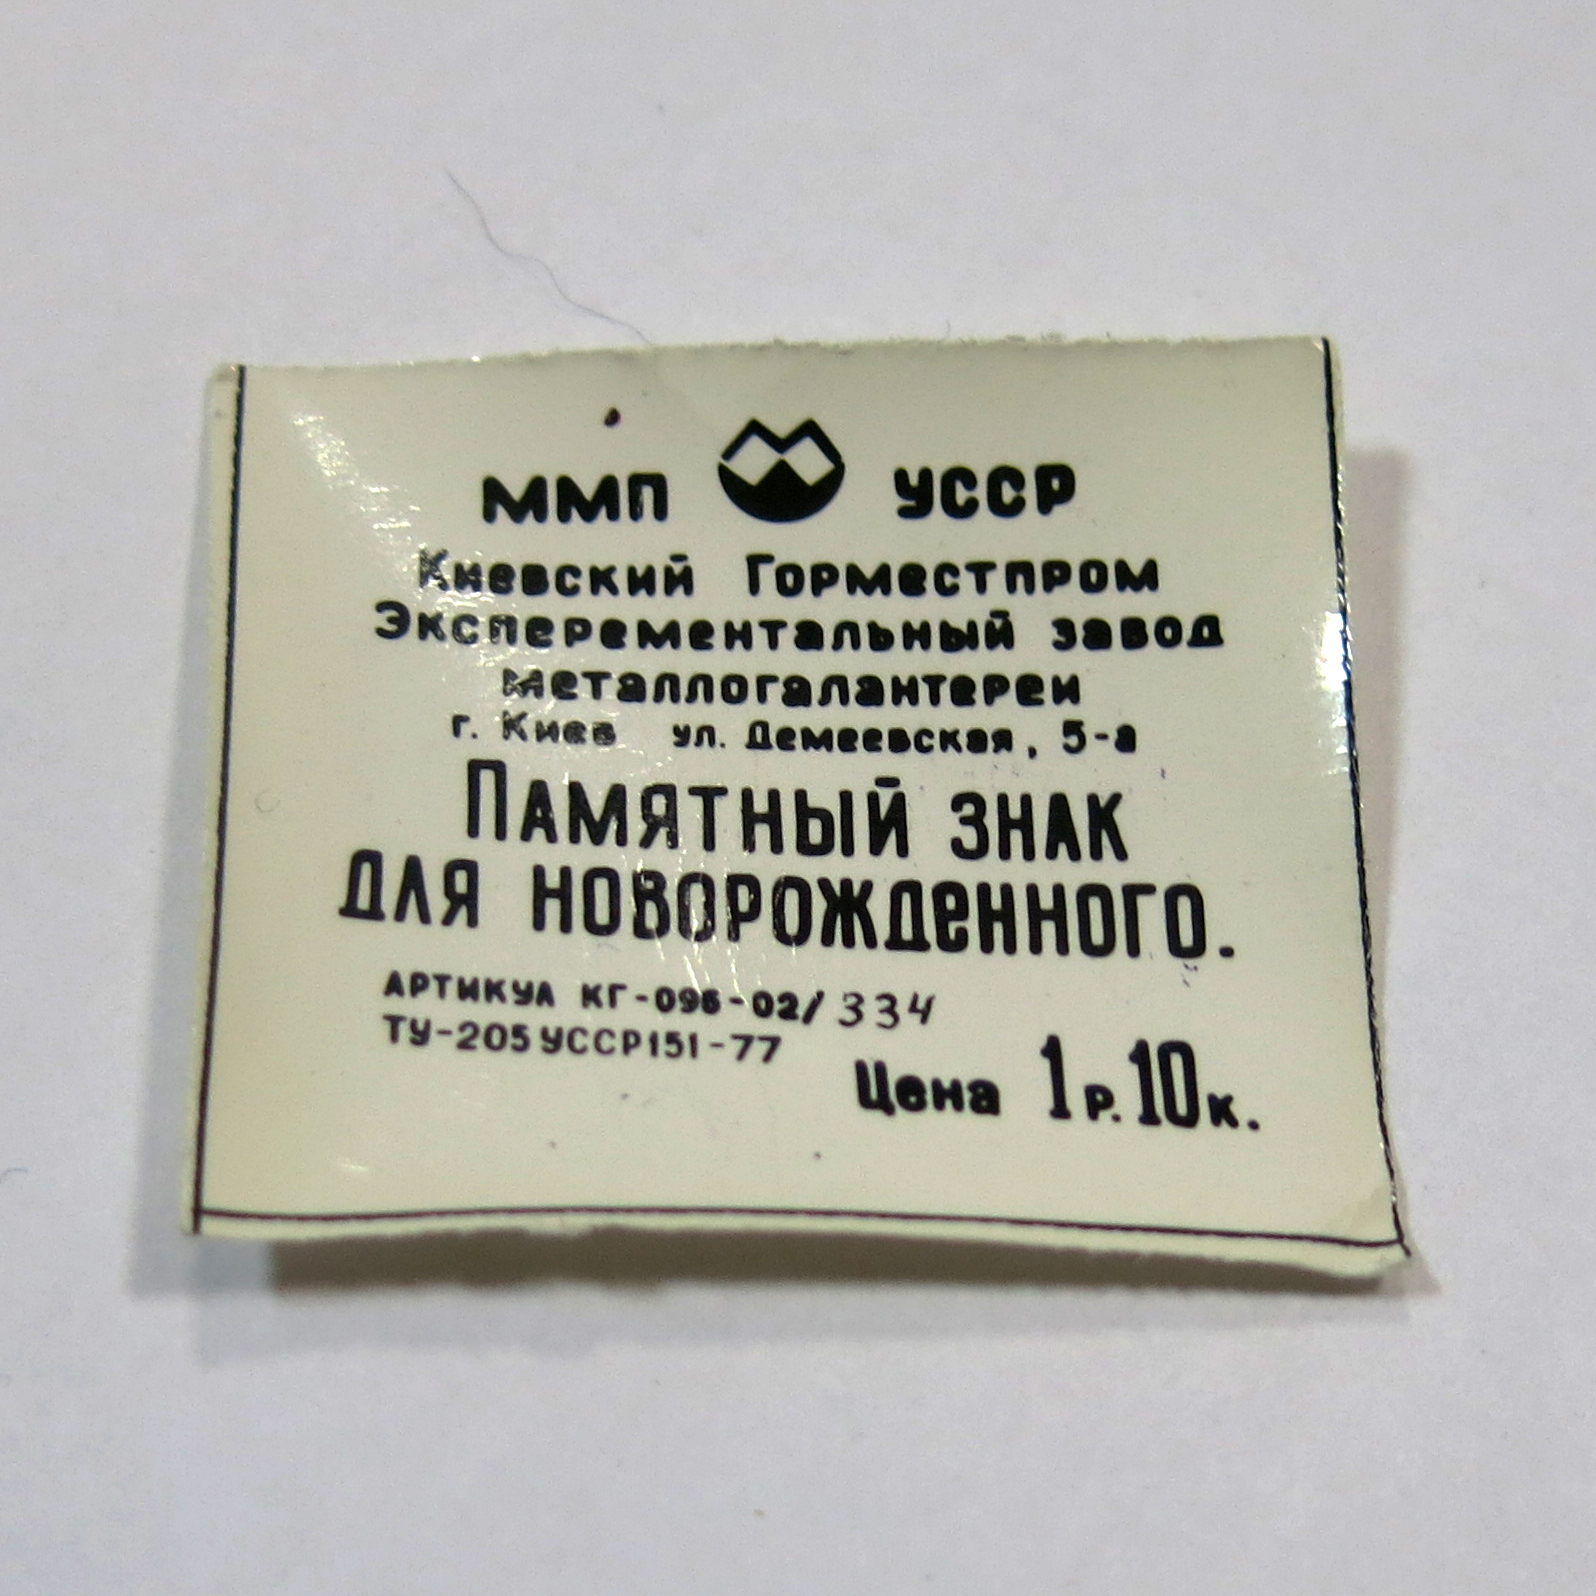 ММП УССР
Киевский Горместпром
Эксперементальный завод
металлогалантереи
г. Киев ул. Демеевская, 5-а
Памятный знак
для новорожденного.
АРТИКУЛ КГ-096-02/334
ТУ-205 УССР151-77
Цена 1р.10к.